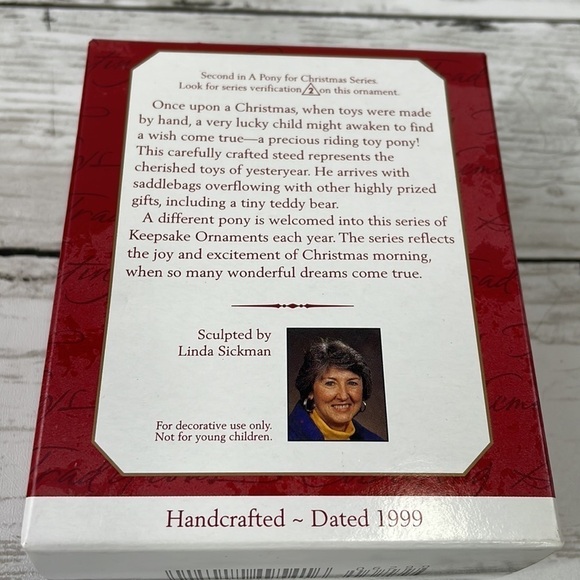 Second in A Pony for Christmas Series.
Look for series verification 2 on this ornament.
Once upon a Christmas, when toys were made
by hand, a very lucky child might awaken to find
a wish come true—a precious riding toy pony!
This carefully crafted steed represents the
cherished toys of yesteryear. He arrives with
saddlebags overflowing with other highly prized
gifts, including a tiny teddy bear.
A different pony is welcomed into this series of
Keepsake Ornaments each year. The series reflects
the joy and excitement of Christmas morning,
when so many wonderful dreams come true.
Sculpted by
Linda Sickman
For decorative use only.
Not for young children.
Handcrafted ~ Dated 1999